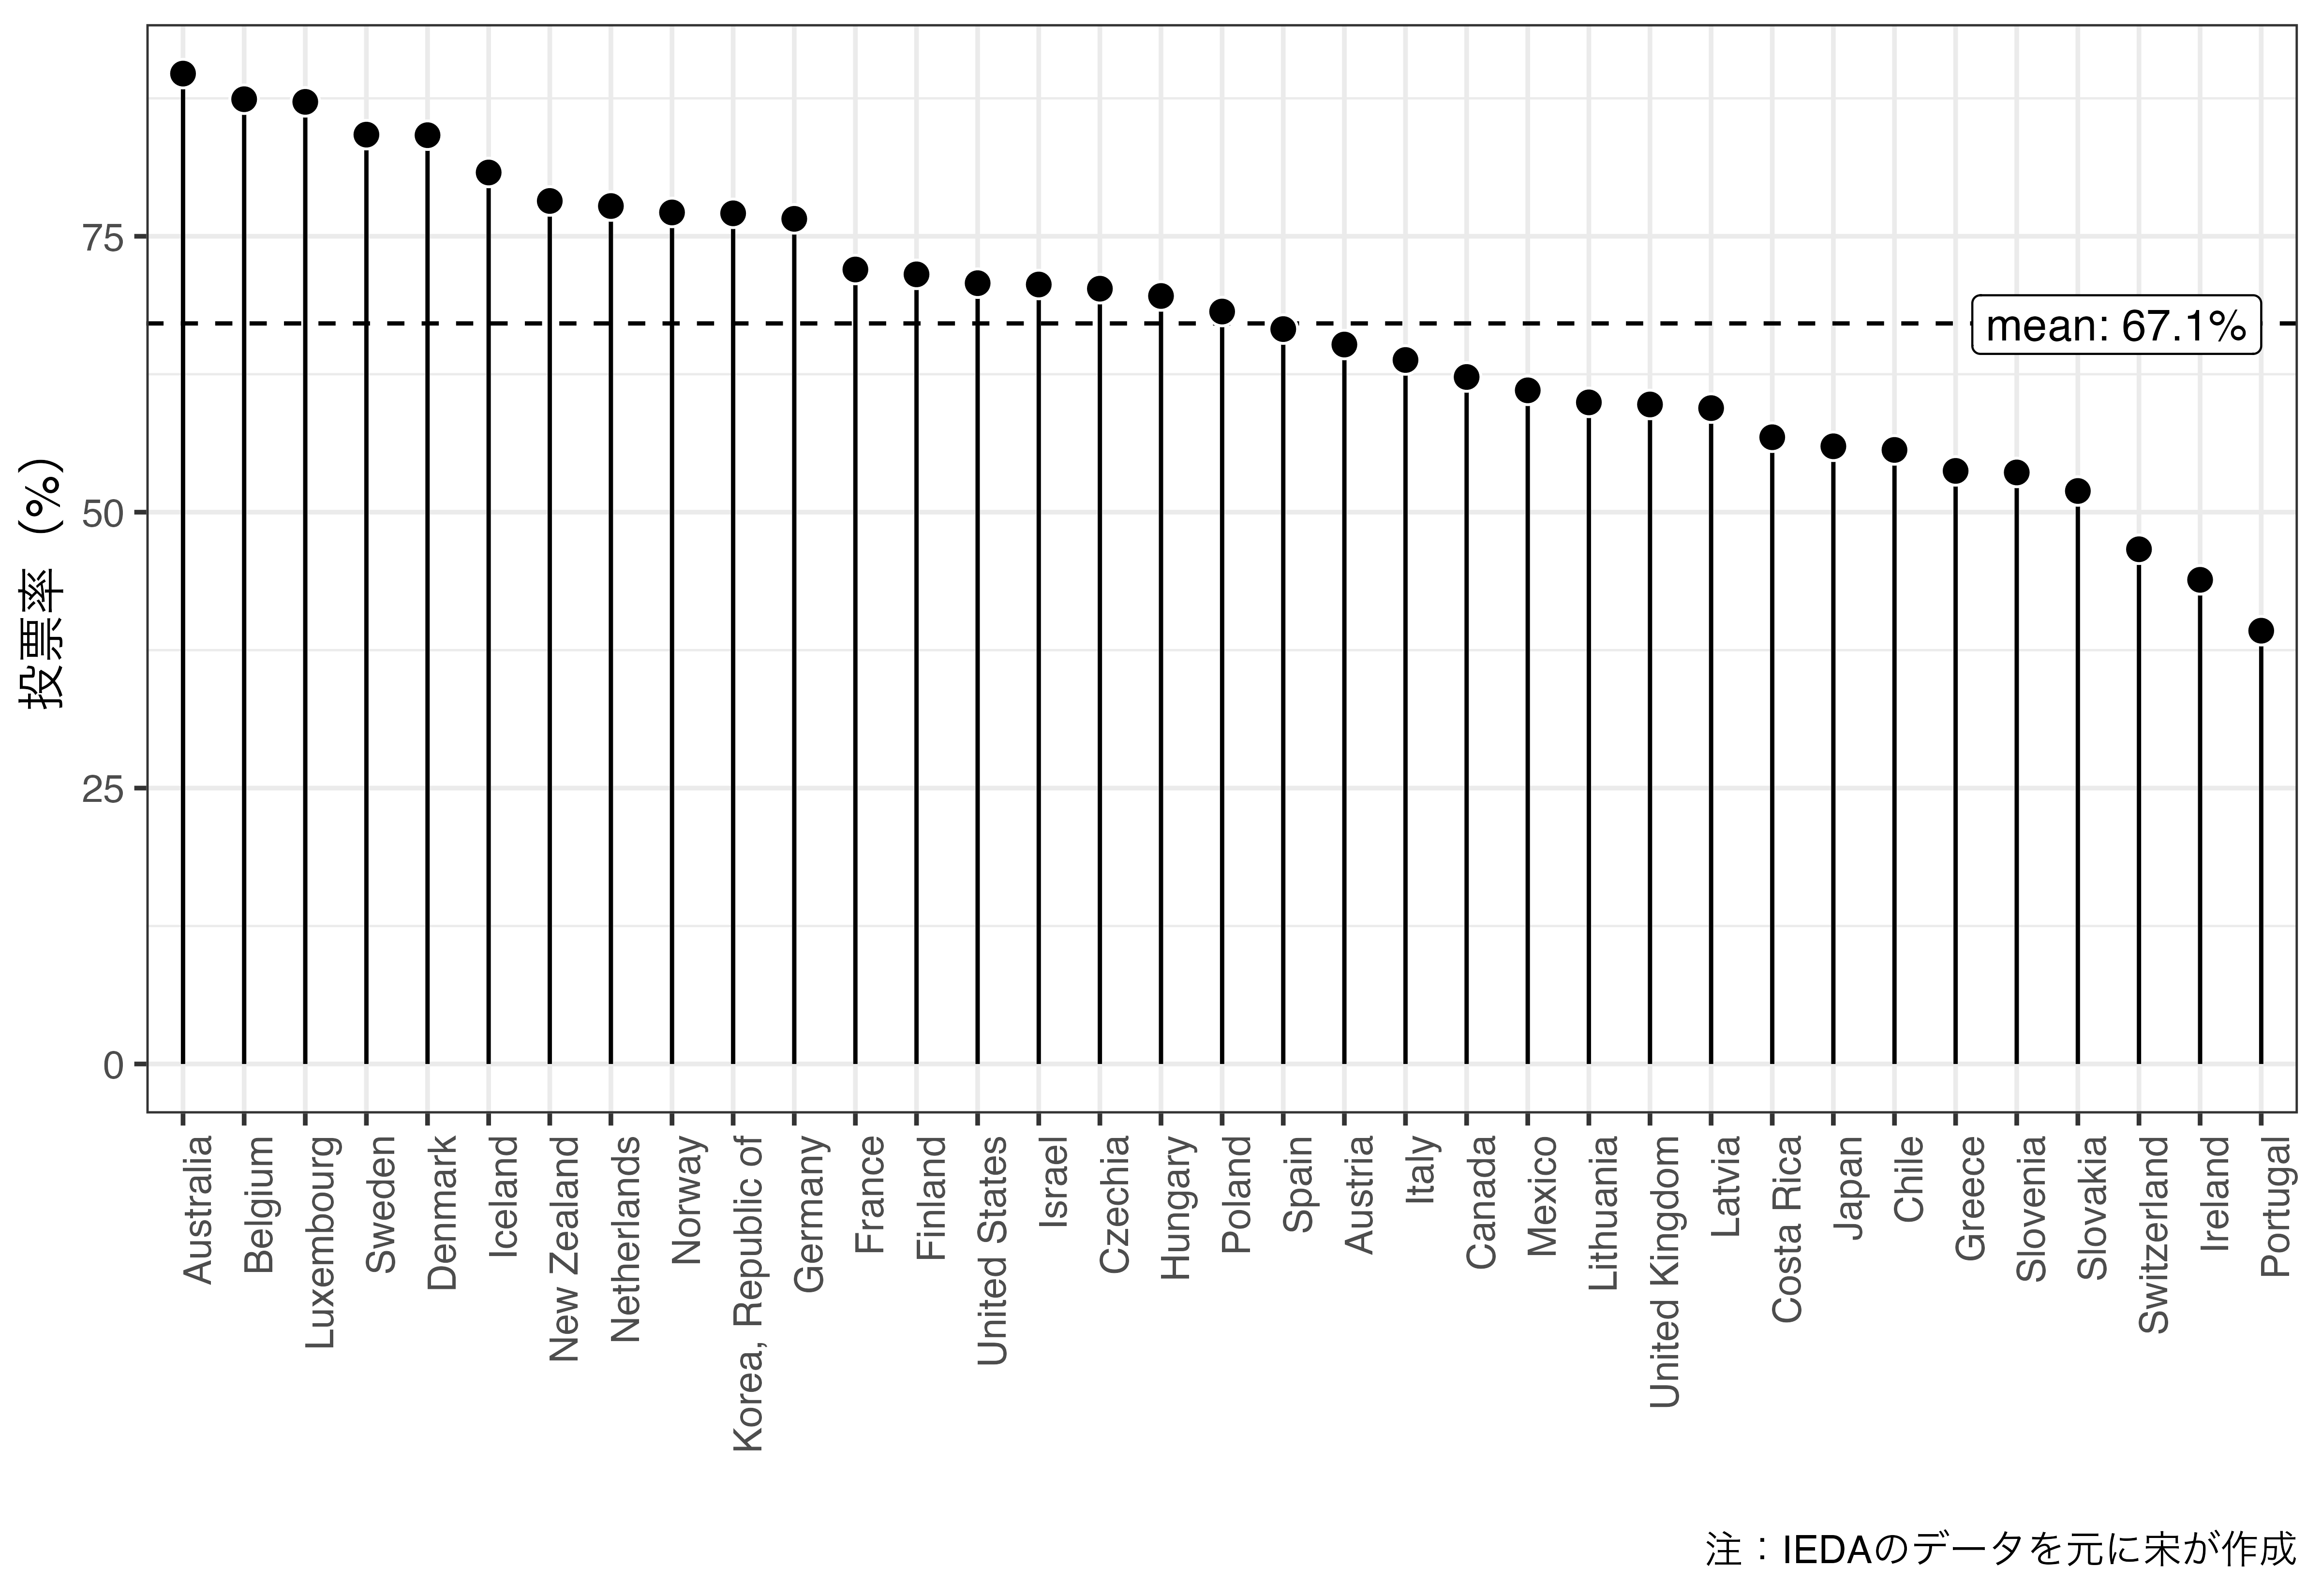 投票率 (%)
75
50
25
0
mean: 67.1%
Australia
Belgium
Luxembourg
Sweden
Denmark
Iceland
New Zealand
Netherlands
Norway
Korea, Republic of
Germany
France
Finland
United States
Israel
Czechia
Hungary
Poland
Spain
Austria
Italy
Canada
Mexico
Lithuania
United Kingdom
Latvia
Costa Rica
Japan
Chile
Greece
Slovenia
Slovakia
Switzerland
Ireland
Portugal
注：IEDAのデータを元に宋が作成